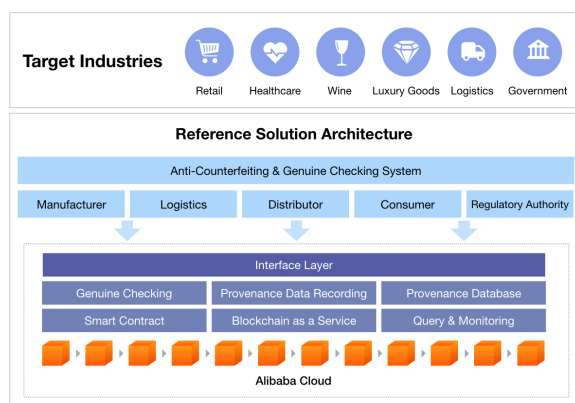 Target Industries
Retail
Healthcare
Wine
Luxury Goods
Logistics
Government
Reference Solution Architecture
Anti-Counterfeiting & Genuine Checking System
Manufacturer
Logistics
Distributor
Consumer
Regulatory Authority
Interface Layer
Genuine Checking
Provenance Data Recording
Provenance Database
Smart Contract
Blockchain as a Service
Query & Monitoring
Alibaba Cloud